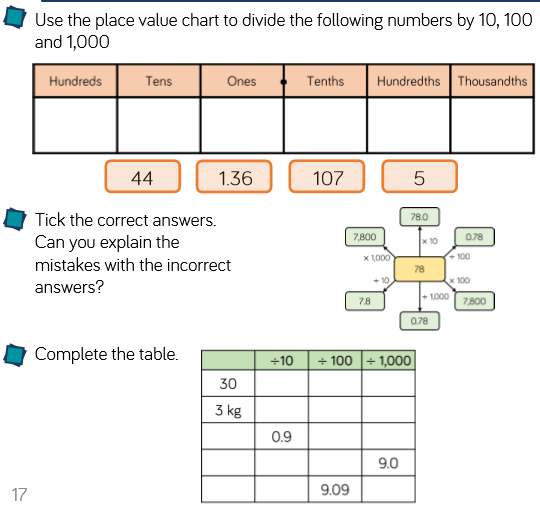 Use the place value chart to divide the following numbers by 10, 100
and 1,000
Hundreds Tens Ones Tenths Hundredths Thousandths
44 1.36 107 5
Tick the correct answers.
Can you explain the
mistakes with the incorrect
answers?
78.0
7,800 × 10 0.78
× 1,000 ÷ 100
78
÷ 10 × 100
7.8 ÷ 1,000 7,800
0.78
Complete the table.
÷10 ÷ 100 ÷ 1,000
30
3 kg
0.9
9.0
9.09
17